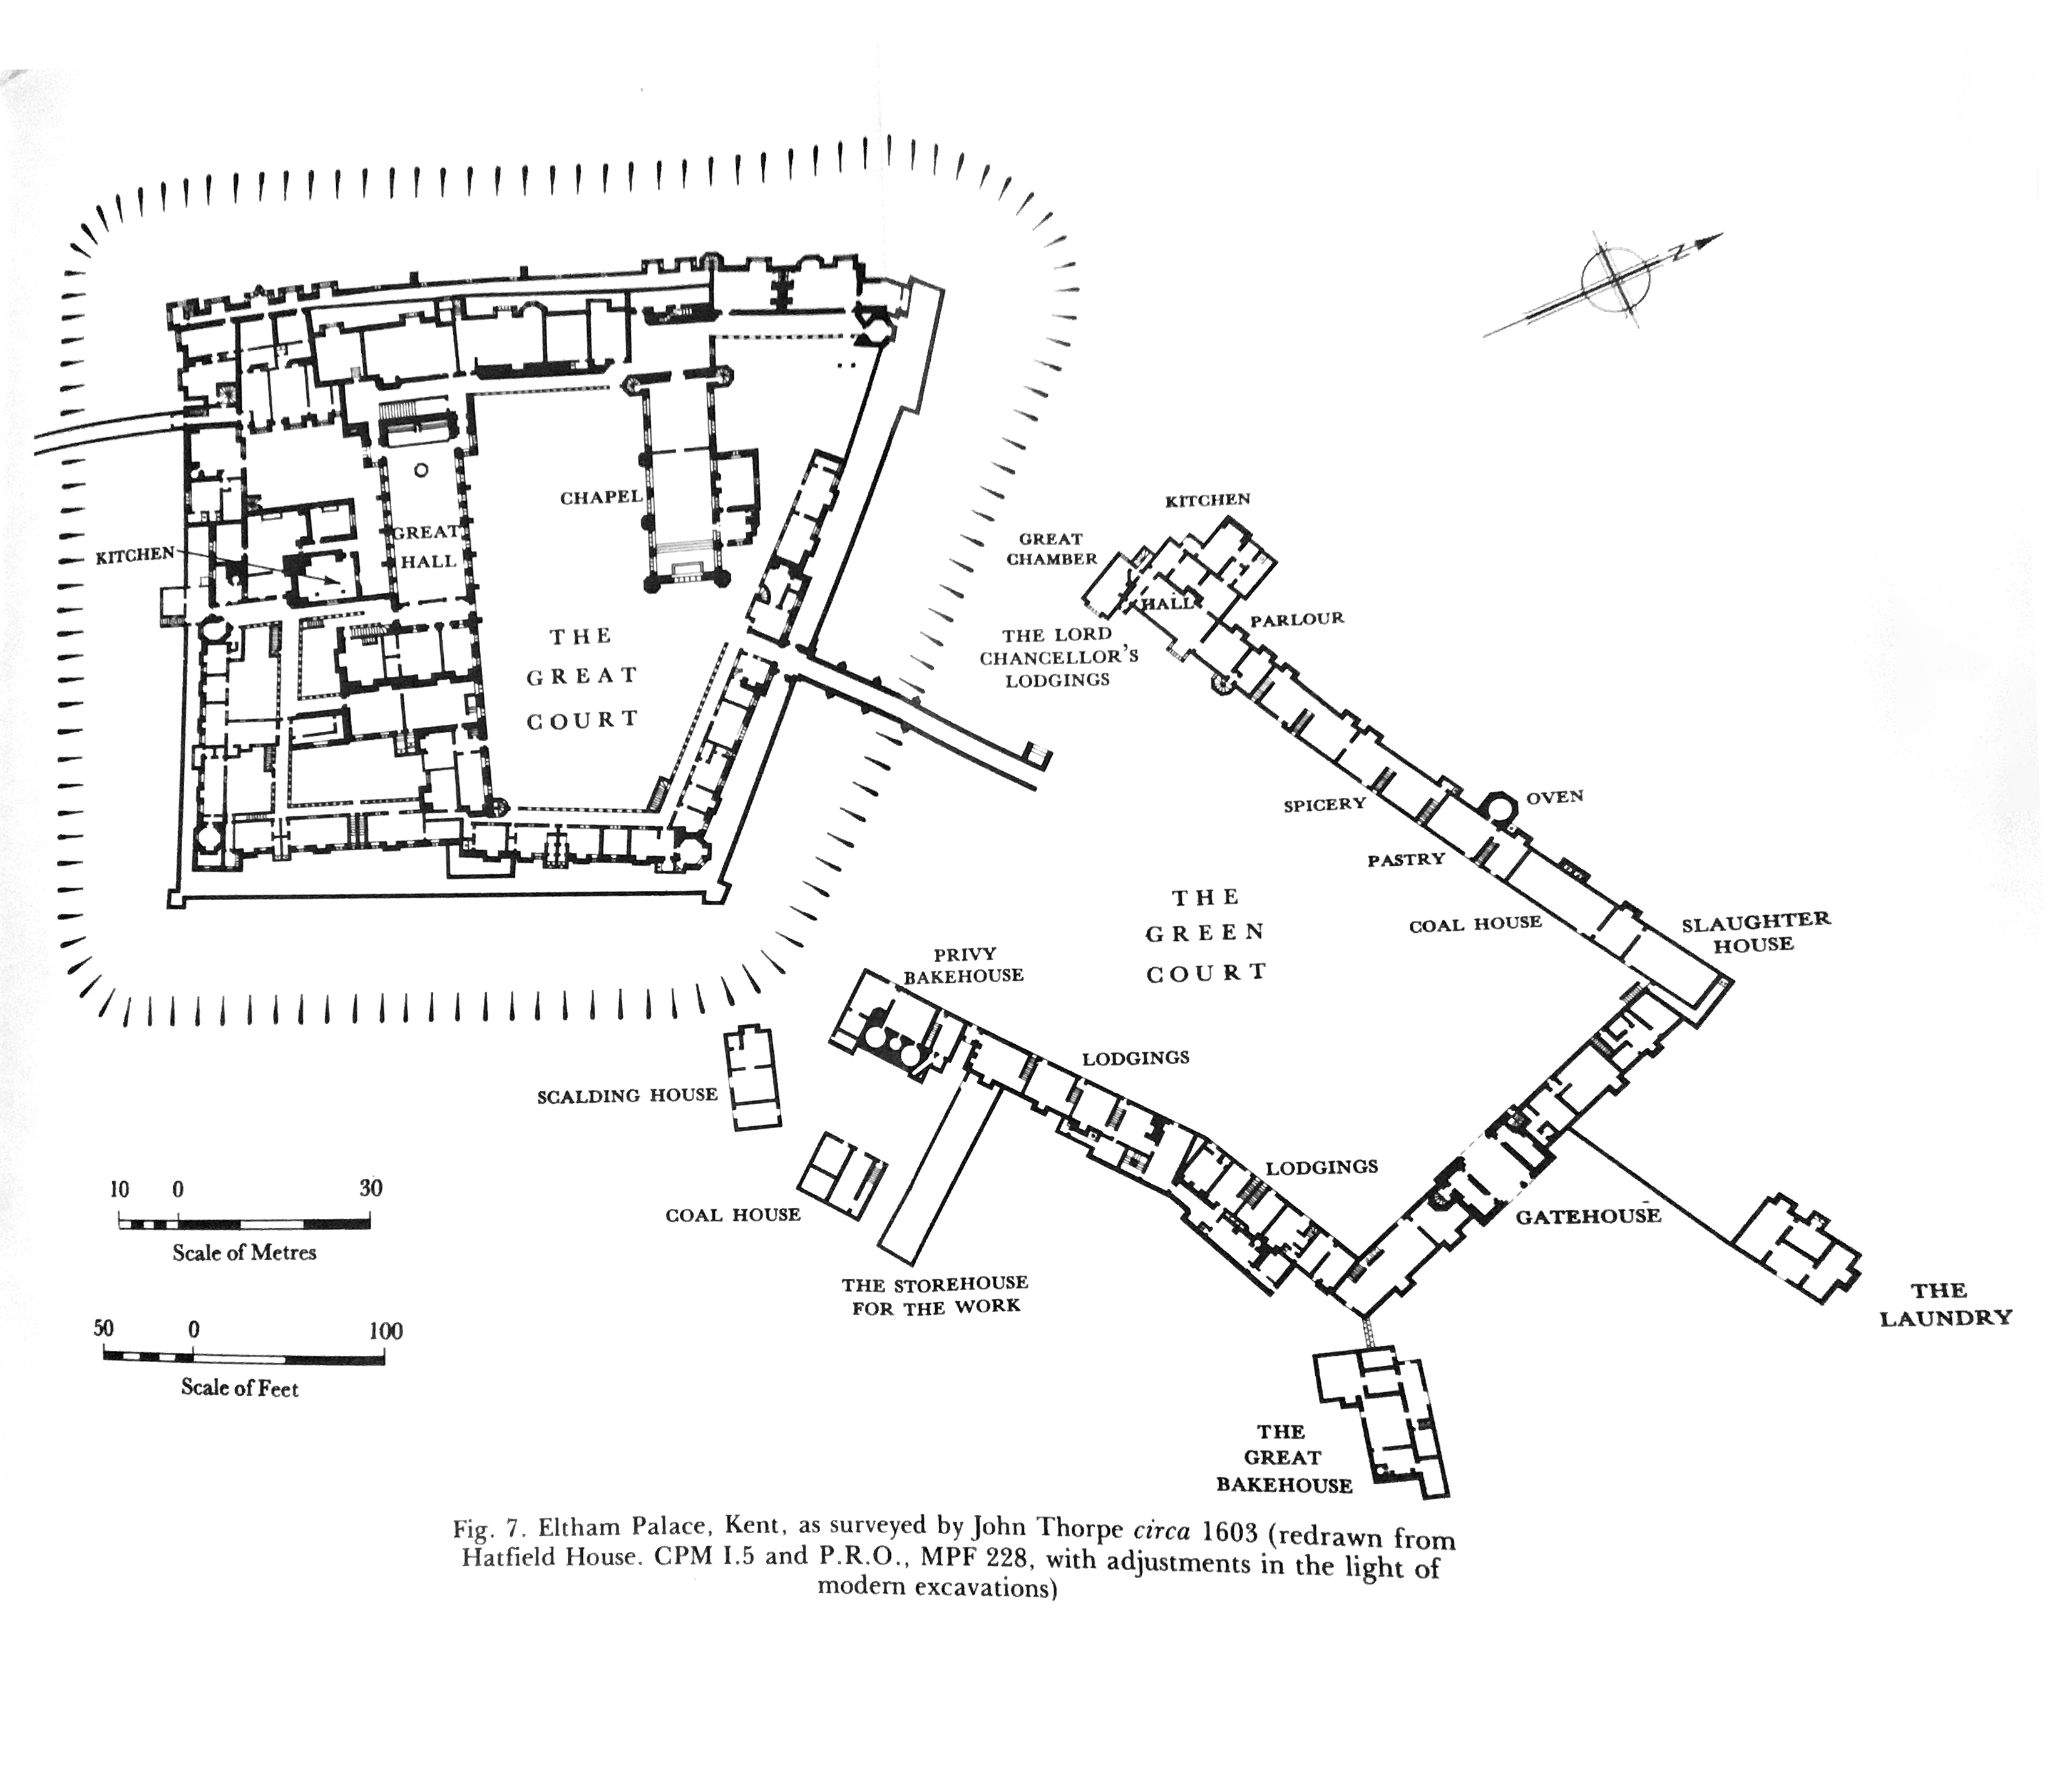 N
KITCHEN
GREAT
HALL
CHAPEL
THE
GREAT
COURT
KITCHEN
GREAT
CHAMBER
HALL
PARLOUR
THE LORD
CHANCELLOR'S
LODGINGS
SPICERY
OVEN
PASTRY
COAL HOUSE
SLAUGHTER
HOUSE
THE
GREEN
COURT
PRIVY
BAKEHOUSE
LODGINGS
SCALDING HOUSE
LODGINGS
COAL HOUSE
GATEHOUSE
THE STOREHOUSE
FOR THE WORK
THE
LAUNDRY
THE
GREAT
BAKEHOUSE
10 0 30
Scale of Metres
50 0 100
Scale of Feet
Fig. 7. Eltham Palace, Kent, as surveyed by John Thorpe circa 1603 (redrawn from
Hatfield House. CPM I.5 and P.R.O., MPF 228, with adjustments in the light of
modern excavations)